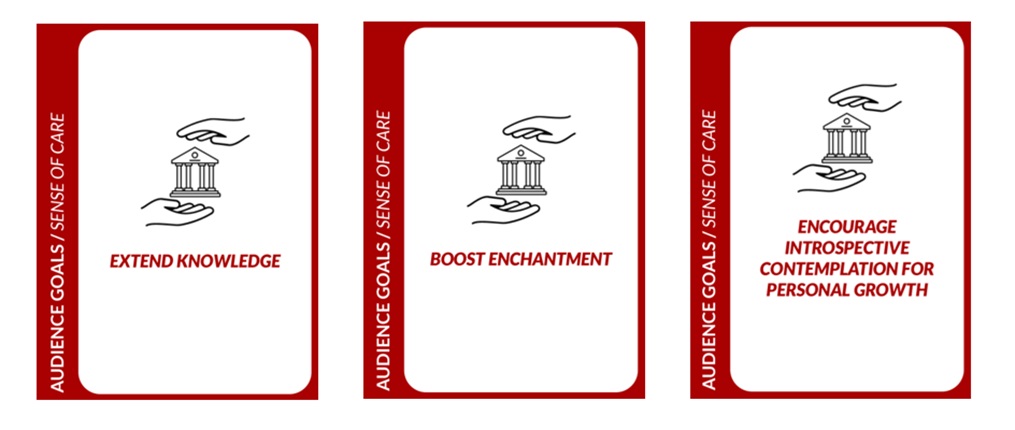 AUDIENCE GOALS / SENSE OF CARE
EXTEND KNOWLEDGE
AUDIENCE GOALS / SENSE OF CARE
BOOST ENCHANTMENT
AUDIENCE GOALS / SENSE OF CARE
ENCOURAGE
INTROSPECTIVE
CONTEMPLATION FOR
PERSONAL GROWTH